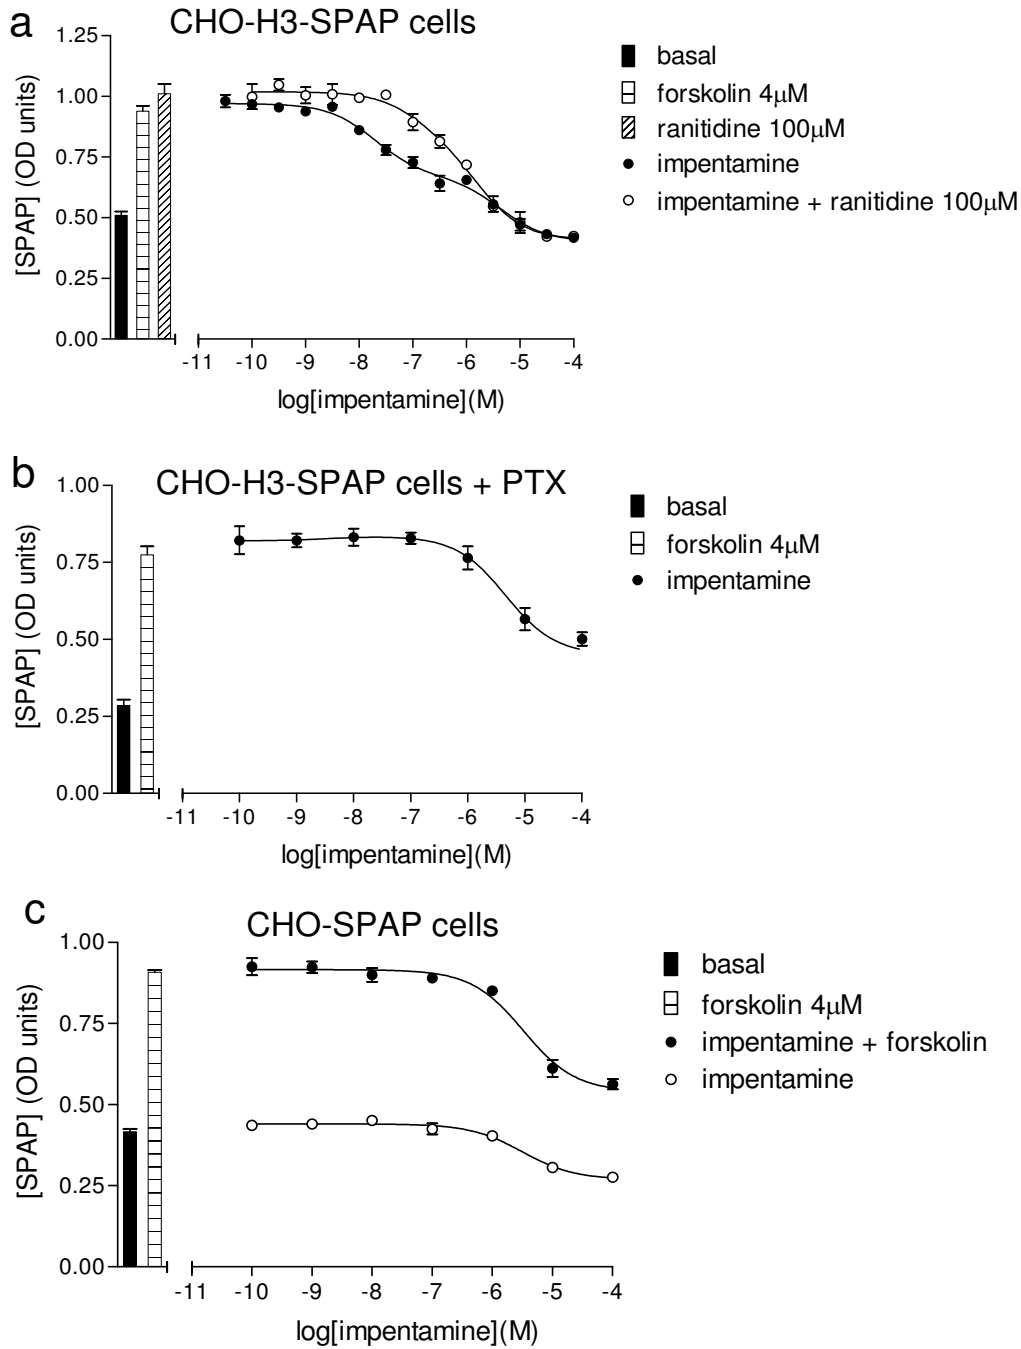 a
CHO-H3-SPAP cells
[SPAP] (OD units)
1.25
1.00
0.75
0.50
0.25
0.00
-11 -10 -9 -8 -7 -6 -5 -4
log[impentamine](M)
basal
forskolin 4μM
ranitidine 100μM
impentamine
impentamine + ranitidine 100μM
b
CHO-H3-SPAP cells + PTX
[SPAP] (OD units)
1.00
0.75
0.50
0.25
0.00
-11 -10 -9 -8 -7 -6 -5 -4
log[impentamine](M)
basal
forskolin 4μM
impentamine
c
CHO-SPAP cells
[SPAP] (OD units)
1.00
0.75
0.50
0.25
0.00
-11 -10 -9 -8 -7 -6 -5 -4
log[impentamine](M)
basal
forskolin 4μM
impentamine + forskolin
impentamine